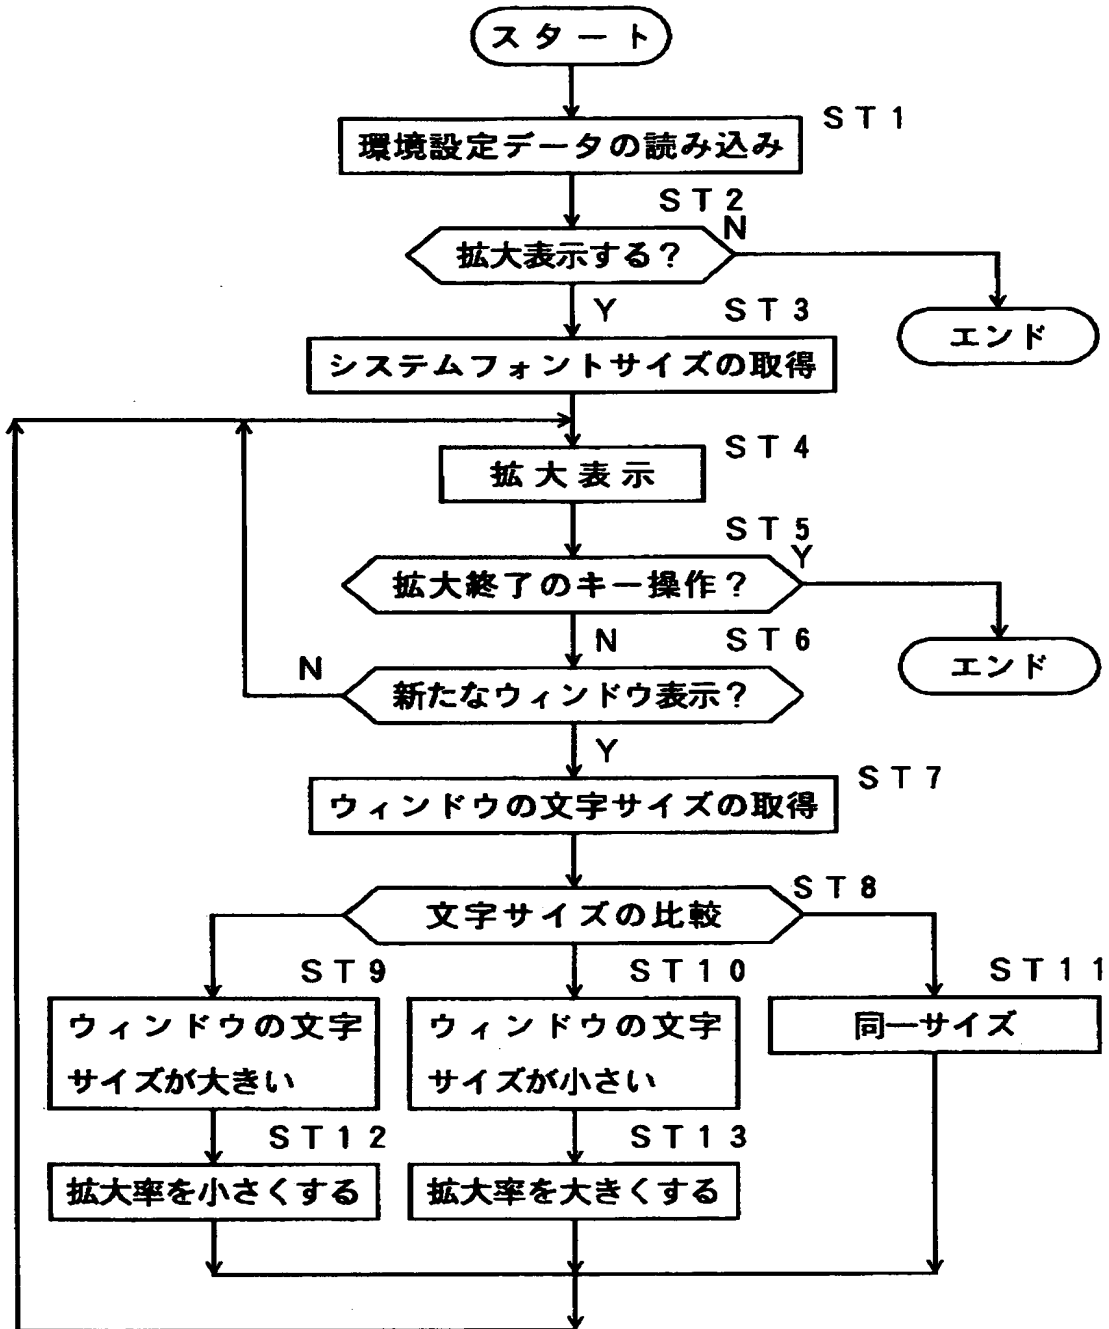 スタート
ST1
環境設定データの読み込み
ST2
拡大表示する？
N
Y
エンド
ST3
システムフォントサイズの取得
ST4
拡大表示
ST5
拡大終了のキー操作？
Y
N
エンド
ST6
新たなウィンドウ表示？
N
Y
ST7
ウィンドウの文字サイズの取得
ST8
文字サイズの比較
ST9
ウィンドウの文字
サイズが大きい
ST10
ウィンドウの文字
サイズが小さい
ST11
同一サイズ
ST12
拡大率を小さくする
ST13
拡大率を大きくする